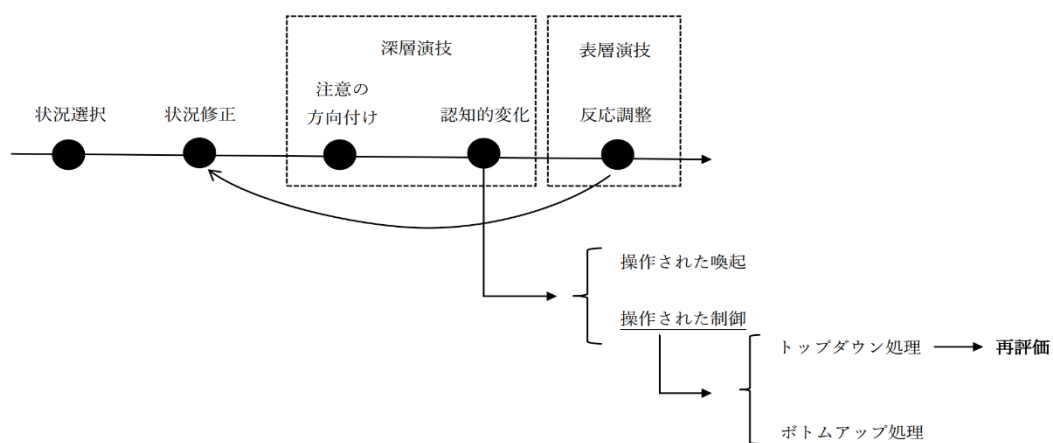 深層演技
表層演技
状況選択
状況修正
注意の
方向付け
認知的変化
反応調整
操作された喚起
操作された制御
トップダウン処理
再評価
ボトムアップ処理